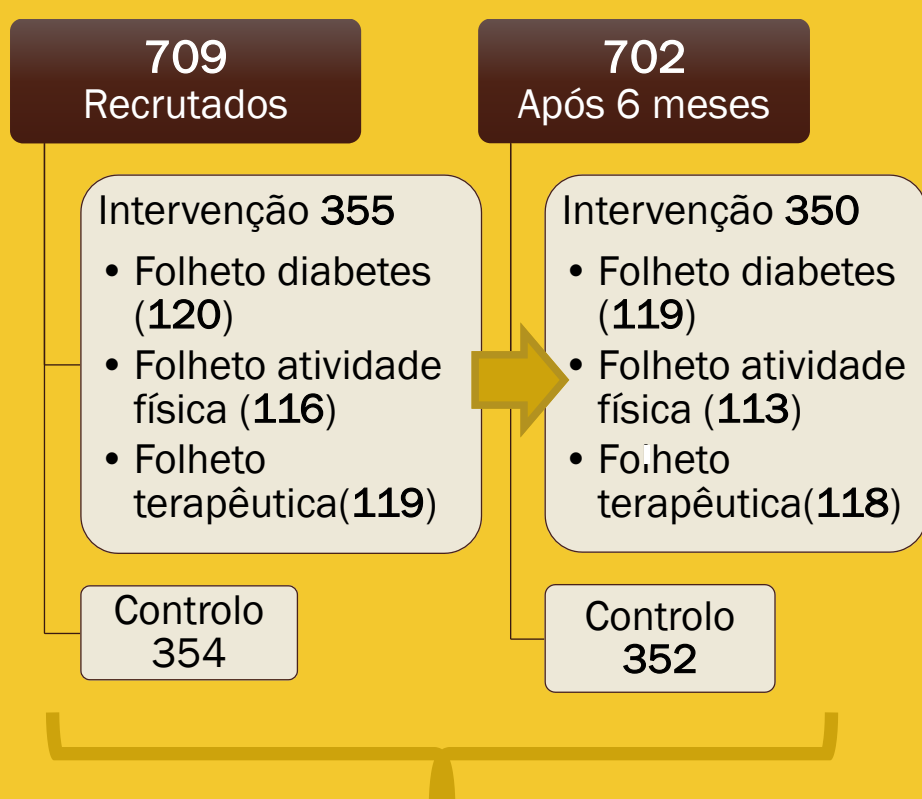 709
Recrutados
Intervenção 355
• Folheto diabetes
(120)
• Folheto atividade
física (116)
• Folheto
terapêutica(119)
Controlo
354
702
Após 6 meses
Intervenção 350
• Folheto diabetes
(119)
• Folheto atividade
física (113)
• Folheto
terapêutica(118)
Controlo
352